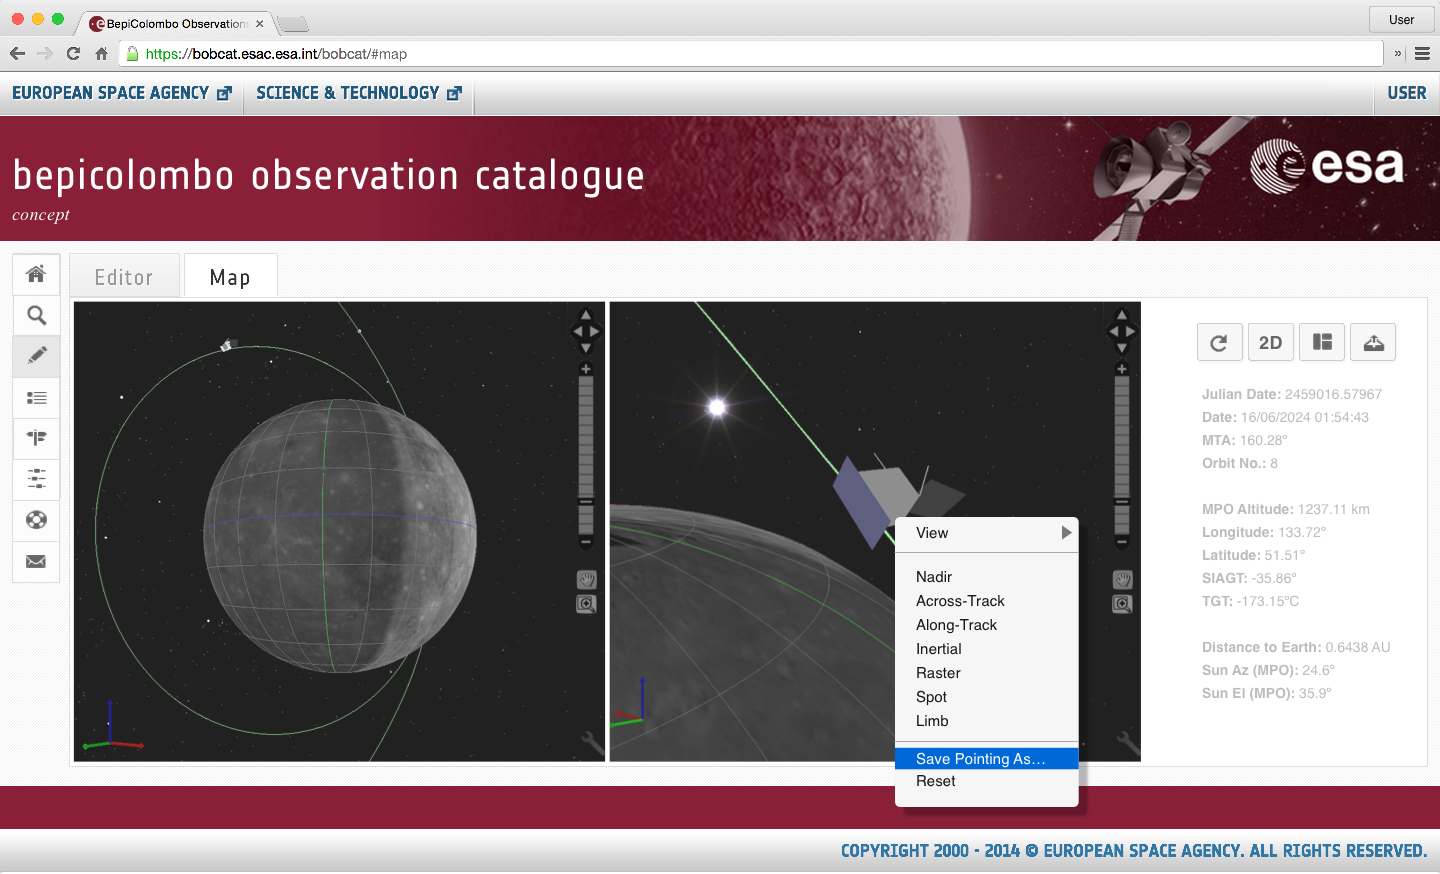 BepiColombo Observation
User
https://bobcat.esac.esa.int/bobcat/#map
»
EUROPEAN SPACE AGENCY
SCIENCE & TECHNOLOGY
USER
bepicolombo observation catalogue
concept
esa
Editor
Map
2D
Julian Date: 2459016.57967
Date: 16/06/2024 01:54:43
MTA: 160.28°
Orbit No.: 8
MPO Altitude: 1237.11 km
Longitude: 133.72°
Latitude: 51.51°
SIAGT: -35.86°
TGT: -173.15°C
Distance to Earth: 0.6438 AU
Sun Az (MPO): 24.6°
Sun El (MPO): 35.9°
View
Nadir
Across-Track
Along-Track
Inertial
Raster
Spot
Limb
Save Pointing As…
Reset
COPYRIGHT 2000 - 2014 © EUROPEAN SPACE AGENCY. ALL RIGHTS RESERVED.